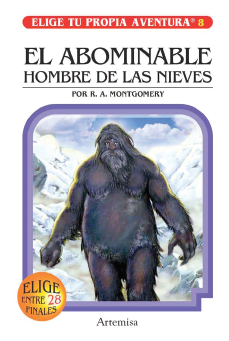 ELIGE TU PROPIA AVENTURA® 8
EL ABOMINABLE
HOMBRE DE LAS NIEVES
POR R. A. MONTGOMERY
ELIGE
ENTRE 28
FINALES
Artemisa